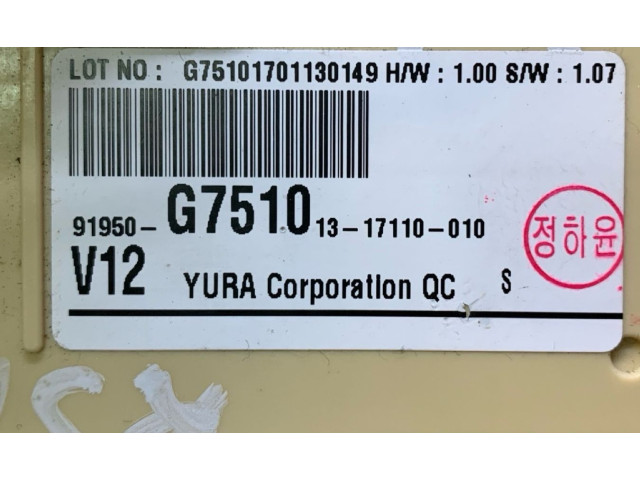 LOT NO : G75101701130149 H/W : 1.00 S/W : 1.07
91950-G7510 13-17110-010
정하윤
V12 YURA Corporation QC S